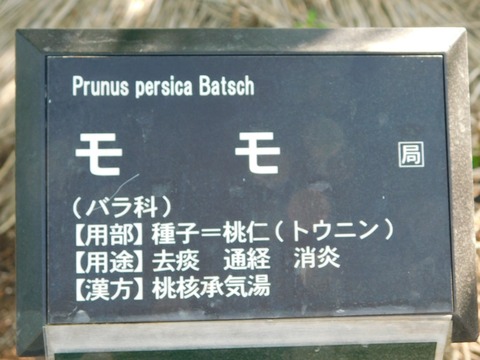 Prunus persica Batsch
モモ 局
（バラ科）
【用部】種子＝桃仁（トウニン）
【用途】去痰　通経　消炎
【漢方】桃核承気湯